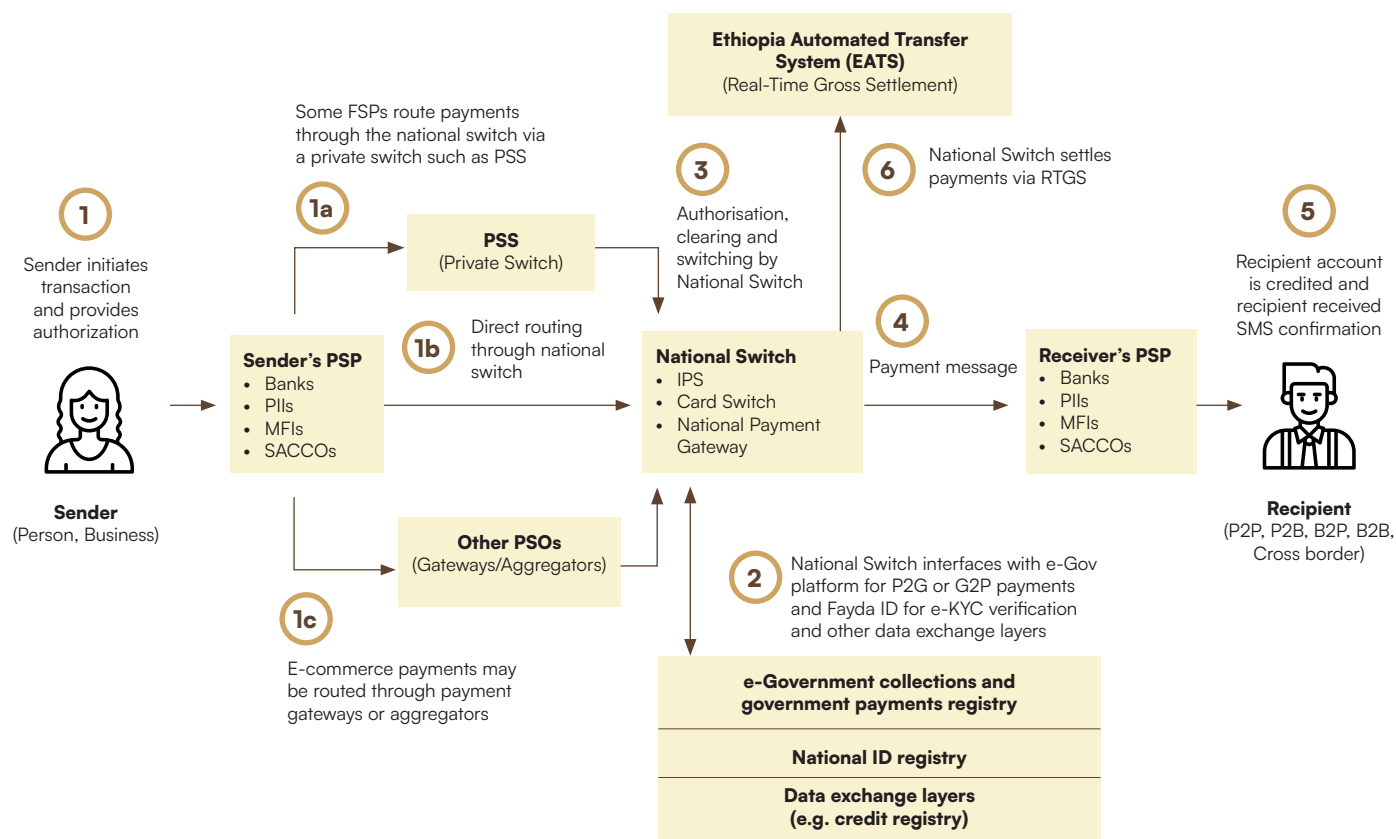 Ethiopia Automated Transfer
System (EATS)
(Real-Time Gross Settlement)
Some FSPs route payments
through the national switch via
a private switch such as PSS
1a
3
Authorisation,
clearing and
switching by
National Switch
6
National Switch settles
payments via RTGS
1
Sender initiates
transaction
and provides
authorization
PSS
(Private Switch)
5
Recipient account
is credited and
recipient received
SMS confirmation
1b
Direct routing
through national
switch
4
Payment message
Sender’s PSP
• Banks
• PIIs
• MFIs
• SACCOs
National Switch
• IPS
• Card Switch
• National Payment
Gateway
Receiver’s PSP
• Banks
• PIIs
• MFIs
• SACCOs
Sender
(Person, Business)
Recipient
(P2P, P2B, B2P, B2B,
Cross border)
Other PSOs
(Gateways/Aggregators)
1c
E-commerce payments may
be routed through payment
gateways or aggregators
2
National Switch interfaces with e-Gov
platform for P2G or G2P payments
and Fayda ID for e-KYC verification
and other data exchange layers
e-Government collections and
government payments registry
National ID registry
Data exchange layers
(e.g. credit registry)